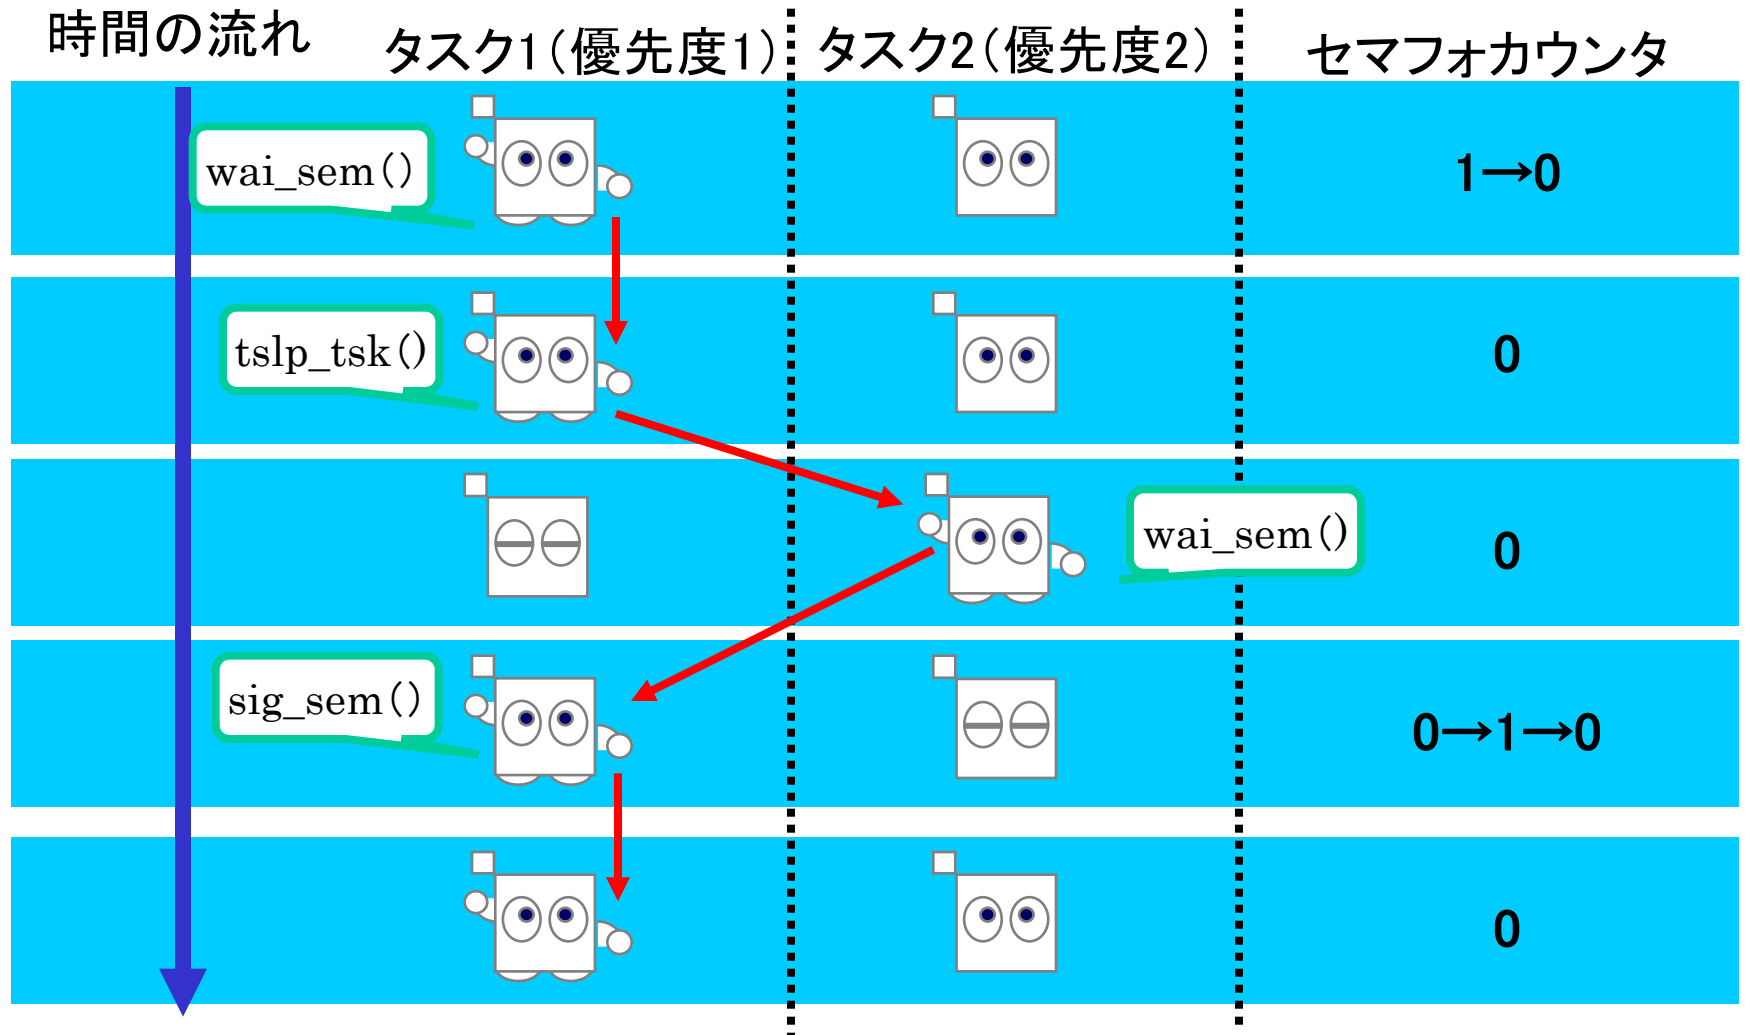 時間の流れ
タスク1(優先度1)
タスク2(優先度2)
セマフォカウンタ
wai_sem()
1→0
tslp_tsk()
0
wai_sem()
0
sig_sem()
0→1→0
0